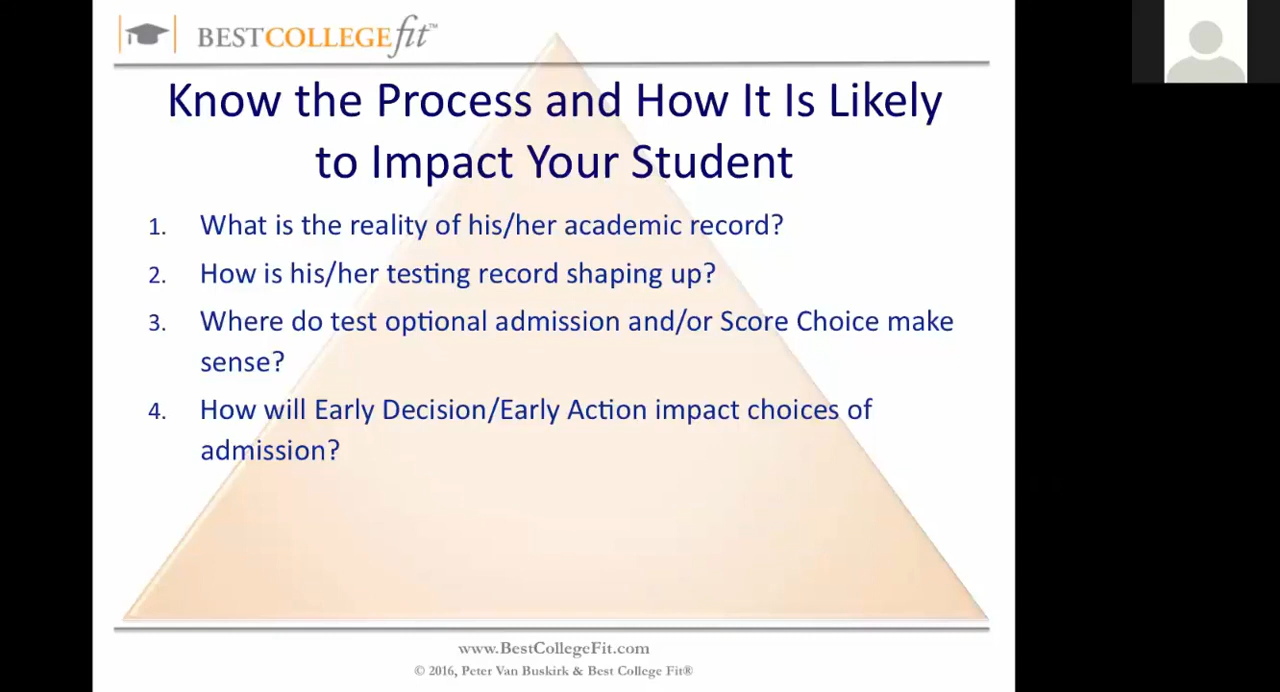 BESTCOLLEGEfit™
Know the Process and How It Is Likely
to Impact Your Student
1. What is the reality of his/her academic record?
2. How is his/her testing record shaping up?
3. Where do test optional admission and/or Score Choice make
sense?
4. How will Early Decision/Early Action impact choices of
admission?
www.BestCollegeFit.com
© 2016, Peter Van Buskirk & Best College Fit®